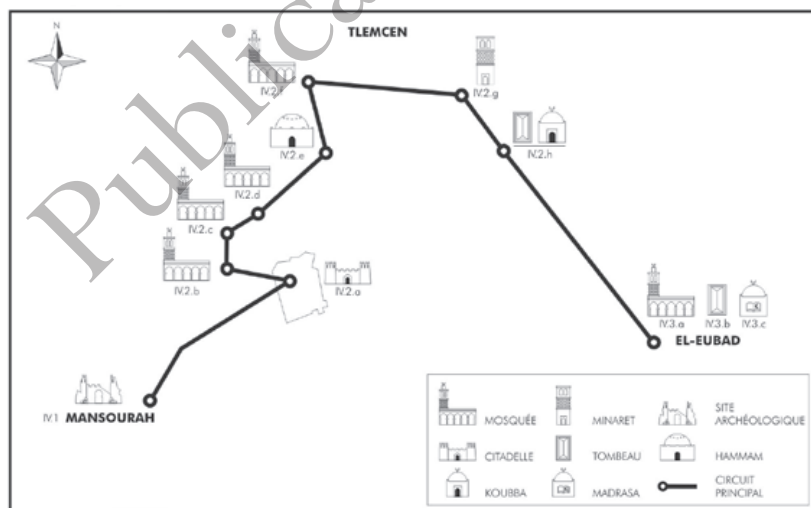 N
TLEMCEN
IV.2.f
IV.2.g
IV.2.e
IV.2.h
IV.2.d
IV.2.c
IV.2.b
IV.2.a
IV.3.a IV.3.b IV.3.c
EL-EUBAD
IV.1 MANSOURAH
MOSQUÉE MINARET SITE ARCHÉOLOGIQUE
CITADELLE TOMBEAU HAMMAM
KOUBBA MADRASA CIRCUIT PRINCIPAL
Publica